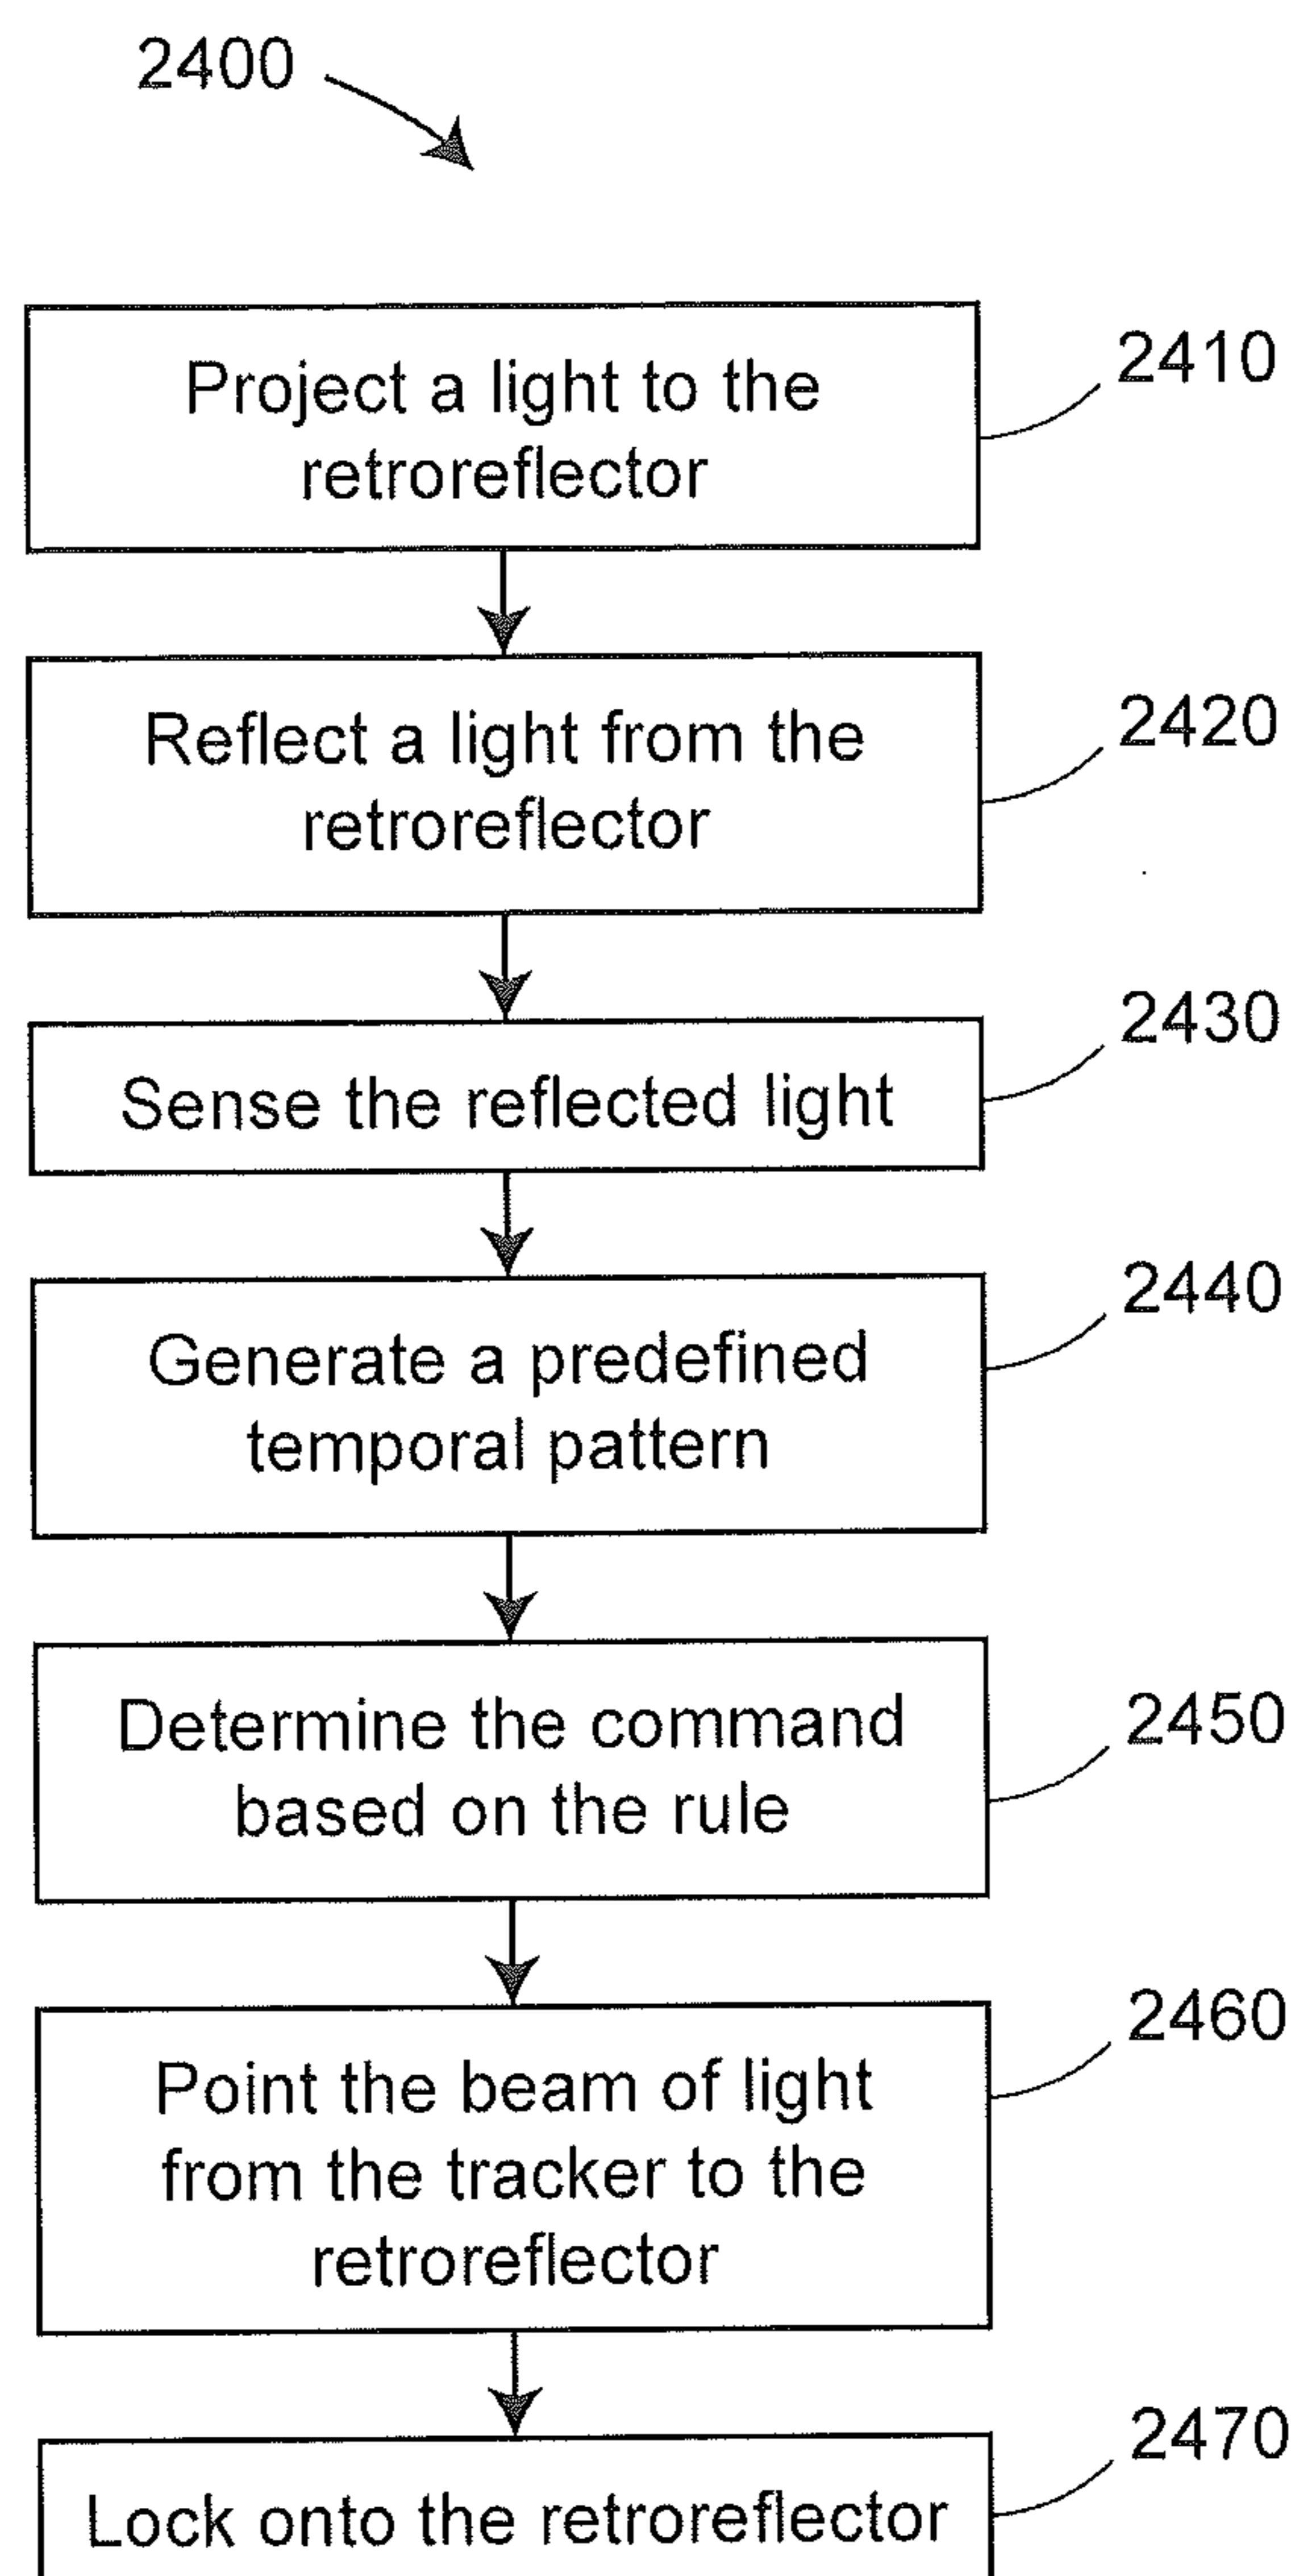 2400
Project a light to the
retroreflector
2410
Reflect a light from the
retroreflector
2420
Sense the reflected light
2430
Generate a predefined
temporal pattern
2440
Determine the command
based on the rule
2450
Point the beam of light
from the tracker to the
retroreflector
2460
Lock onto the retroreflector
2470